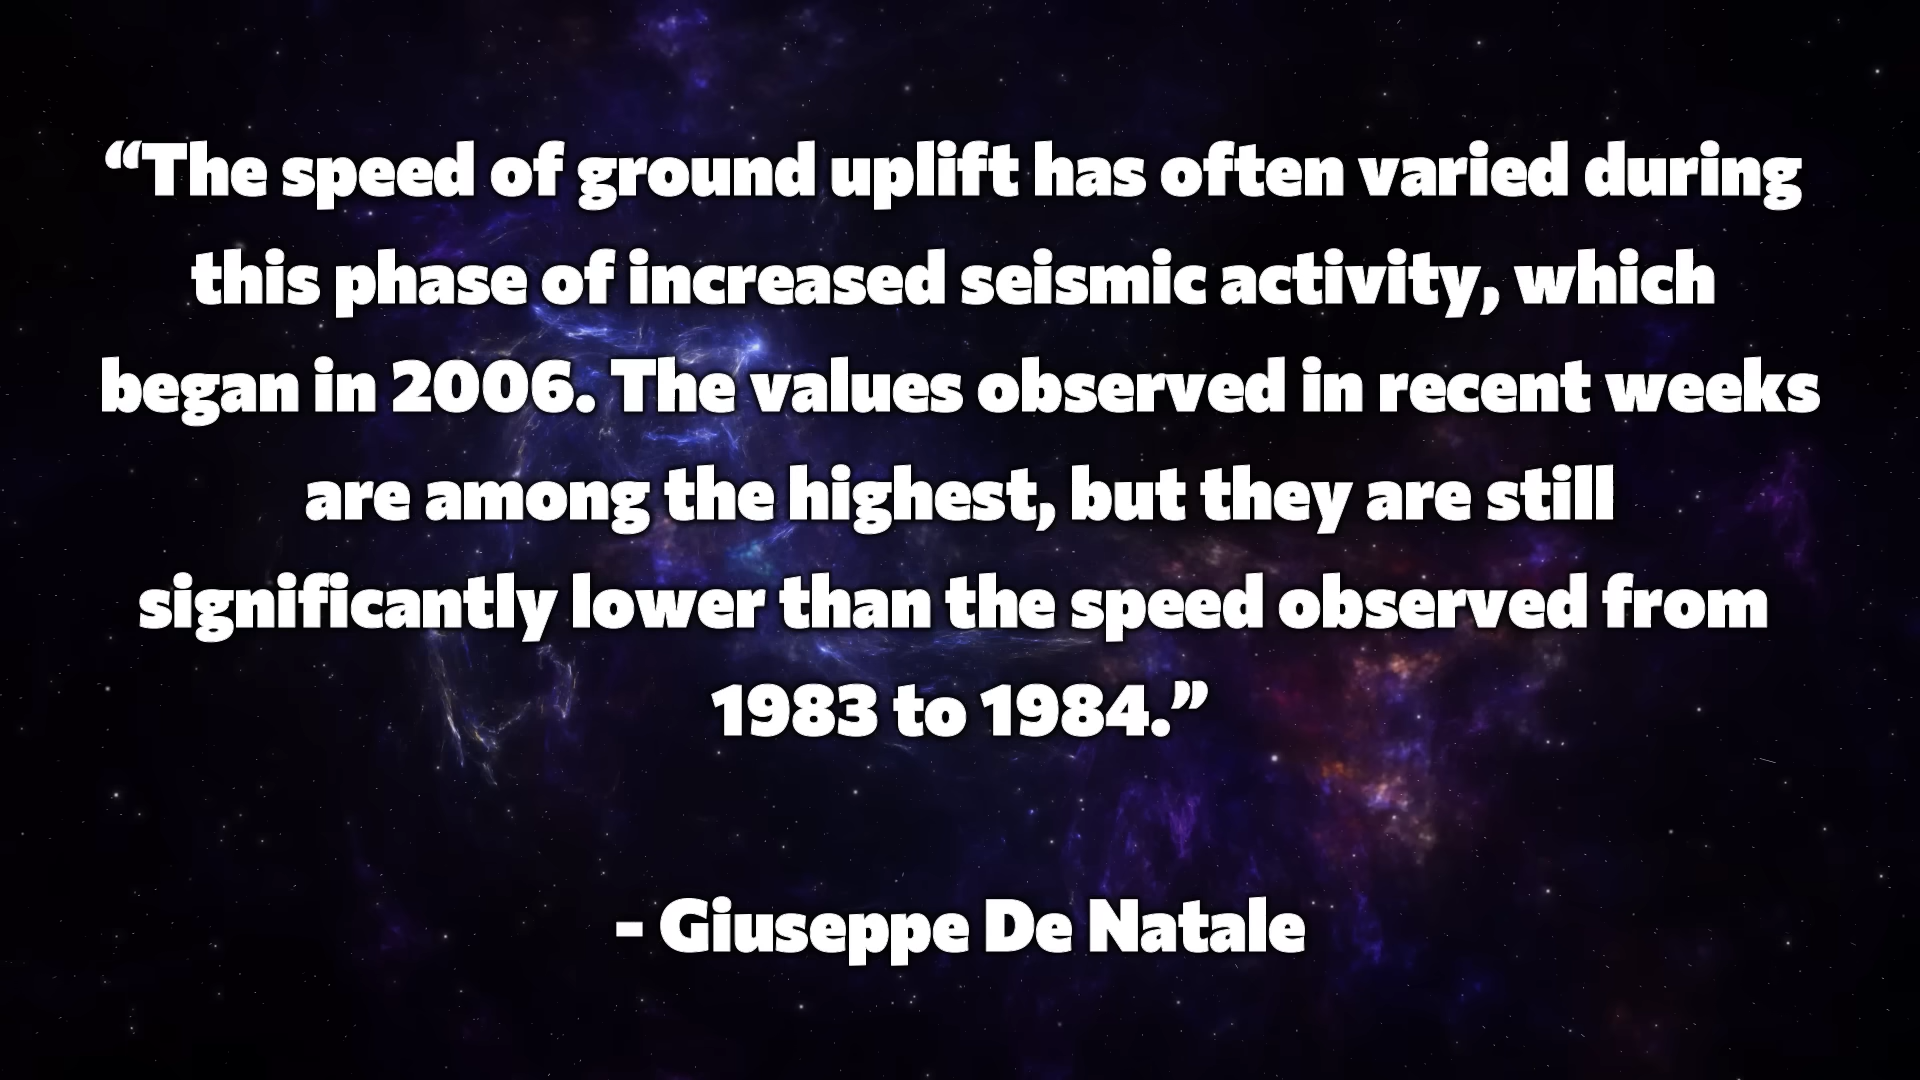 “The speed of ground uplift has often varied during
this phase of increased seismic activity, which
began in 2006. The values observed in recent weeks
are among the highest, but they are still
significantly lower than the speed observed from
1983 to 1984.”
- Giuseppe De Natale